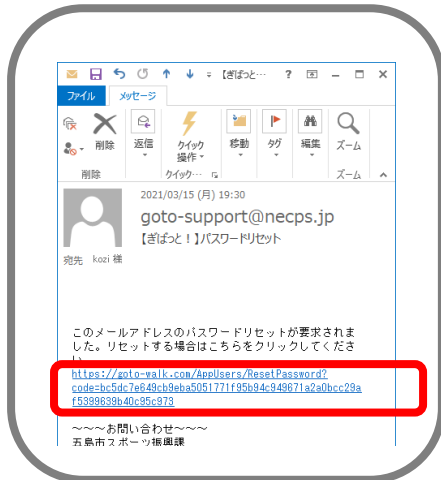 【ぎばっと… ?
ファイル メッセージ
削除 返信 クイック操作 移動 タグ 編集 ズーム
削除 クイック… ズーム
2021/03/15 (月) 19:30
goto-support@necps.jp
【ぎばっと!】パスワードリセット
宛先 kozi 様
このメールアドレスのパスワードリセットが要求されま
した。リセットする場合はこちらをクリックしてくださ
い
https://goto-walk.com/AppUsers/ResetPassword?
code=bc5dc7e649cb9eba5051771f95b94c949671a2a0bcc29a
f5399639b40c95c973
~~~お問い合わせ~~~
五島市スポーツ振興課